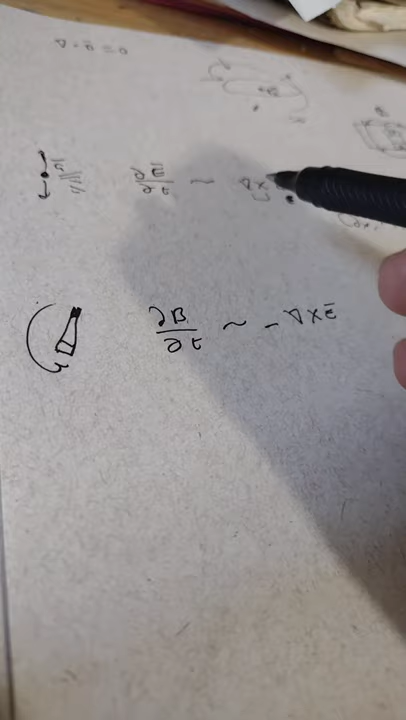 ∇ · E̅ = 0
∂E̅/∂t ~ ∇×
∂B/∂t ~ - ∇×E̅